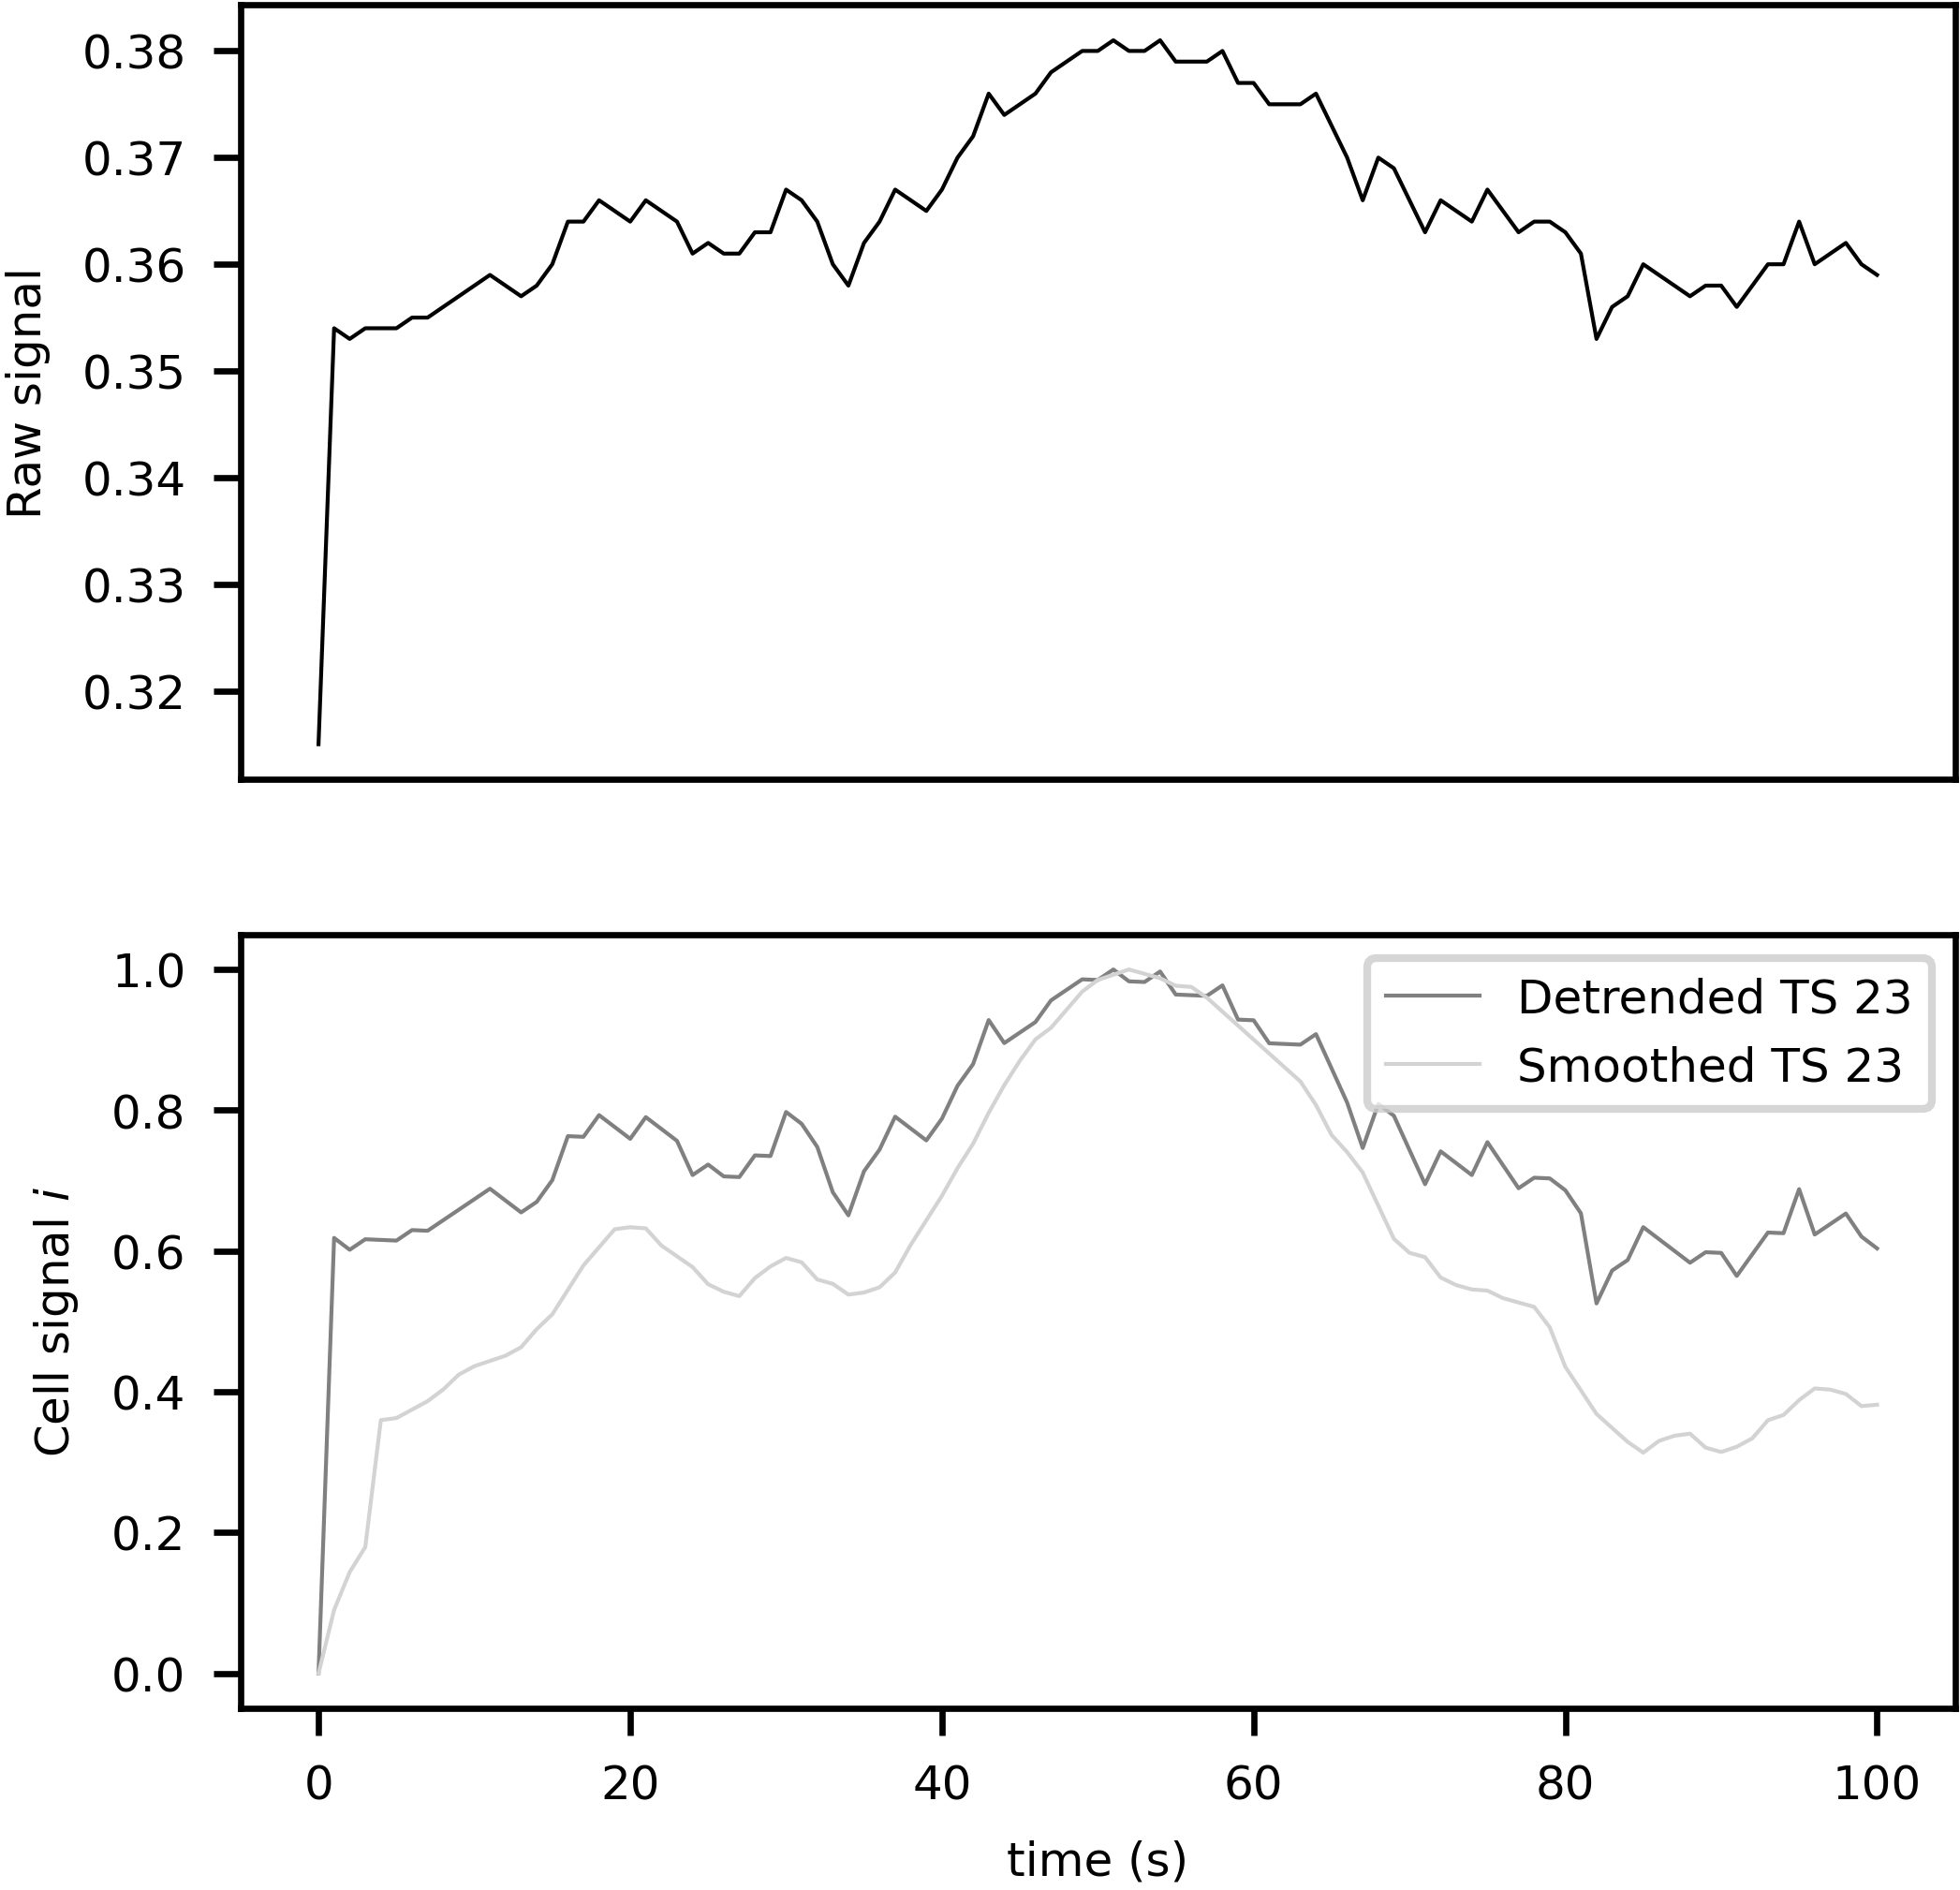 Raw signal
0.38
0.37
0.36
0.35
0.34
0.33
0.32
Cell signal i
1.0
0.8
0.6
0.4
0.2
0.0
Detrended TS 23
Smoothed TS 23
0 20 40 60 80 100
time (s)